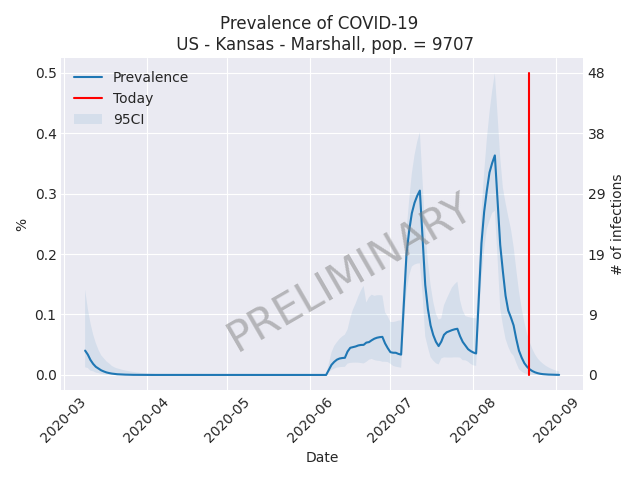 Prevalence of COVID-19
US - Kansas - Marshall, pop. = 9707
Prevalence
Today
95CI
PRELIMINARY
0.5
0.4
0.3
0.2
0.1
0.0
%
48
38
29
19
9
0
# of infections
2020-03
2020-04
2020-05
2020-06
2020-07
2020-08
2020-09
Date